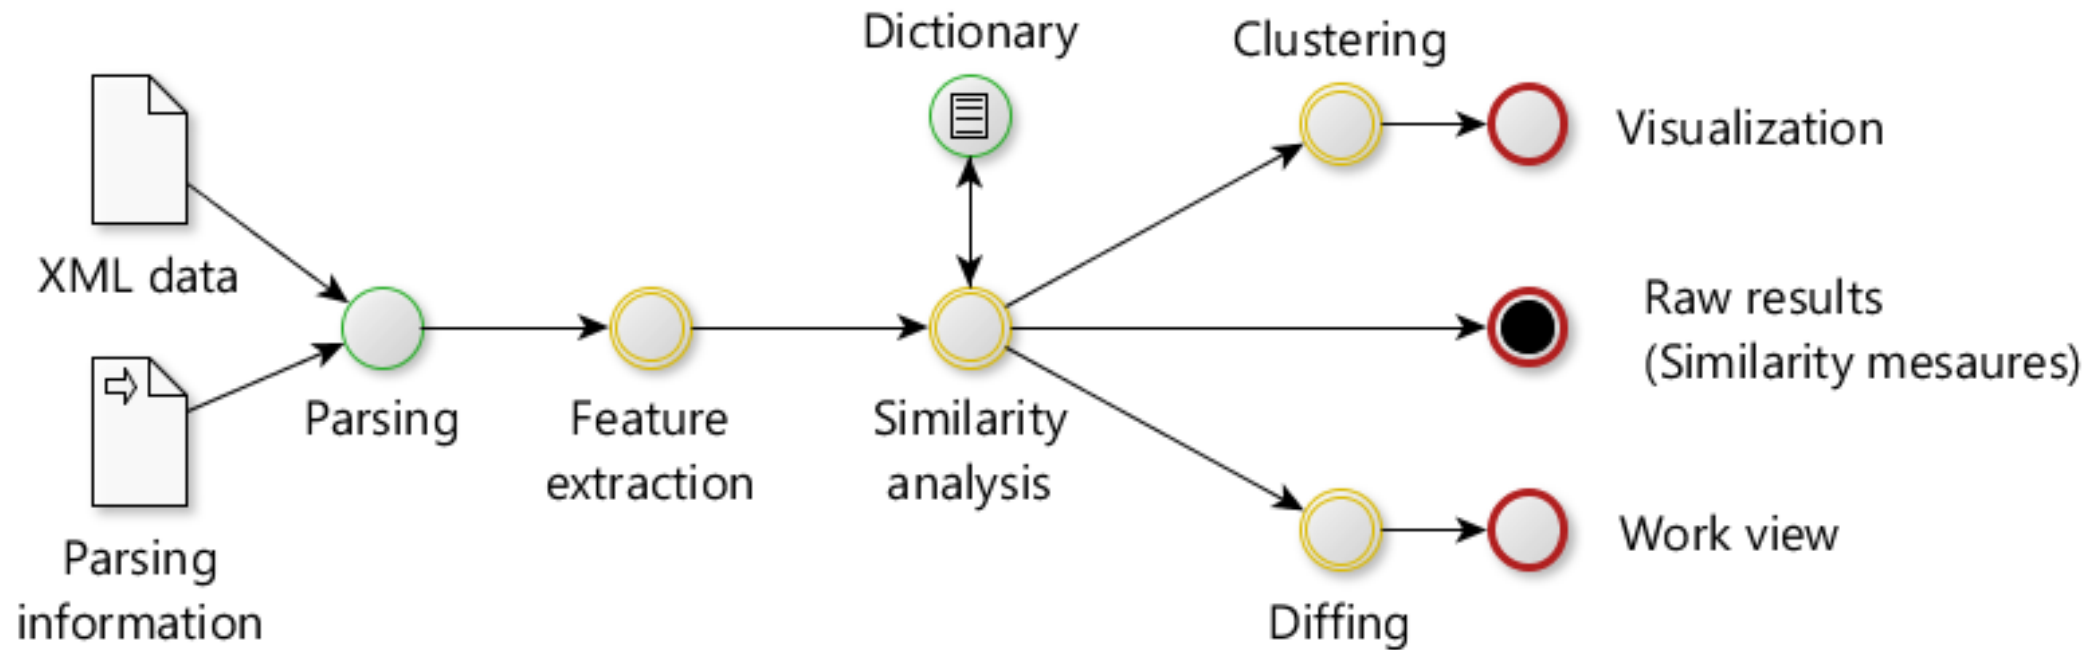 Dictionary
Clustering
Visualization
XML data
Raw results
(Similarity mesaures)
Parsing
Feature
extraction
Similarity
analysis
Work view
Parsing
information
Diffing